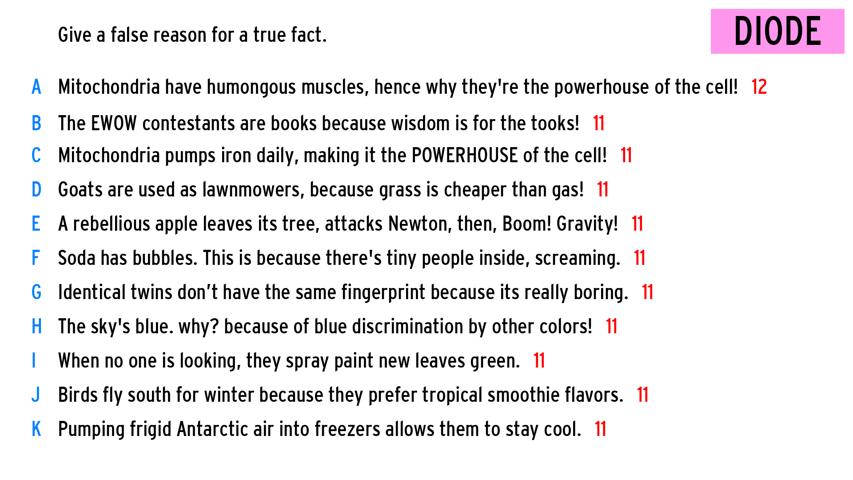 Give a false reason for a true fact.
DIODE
A Mitochondria have humongous muscles, hence why they're the powerhouse of the cell! 12
B The EWOW contestants are books because wisdom is for the tooks! 11
C Mitochondria pumps iron daily, making it the POWERHOUSE of the cell! 11
D Goats are used as lawnmowers, because grass is cheaper than gas! 11
E A rebellious apple leaves its tree, attacks Newton, then, Boom! Gravity! 11
F Soda has bubbles. This is because there's tiny people inside, screaming. 11
G Identical twins don’t have the same fingerprint because its really boring. 11
H The sky's blue. why? because of blue discrimination by other colors! 11
I When no one is looking, they spray paint new leaves green. 11
J Birds fly south for winter because they prefer tropical smoothie flavors. 11
K Pumping frigid Antarctic air into freezers allows them to stay cool. 11